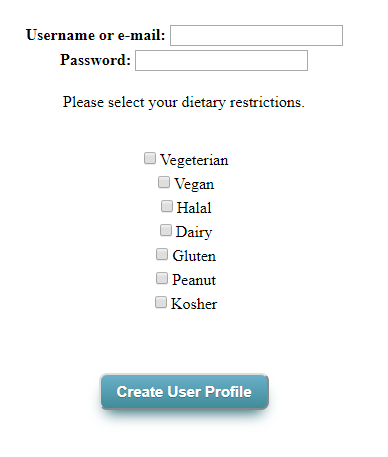 Username or e-mail:
Password:
Please select your dietary restrictions.
Vegeterian
Vegan
Halal
Dairy
Gluten
Peanut
Kosher
Create User Profile